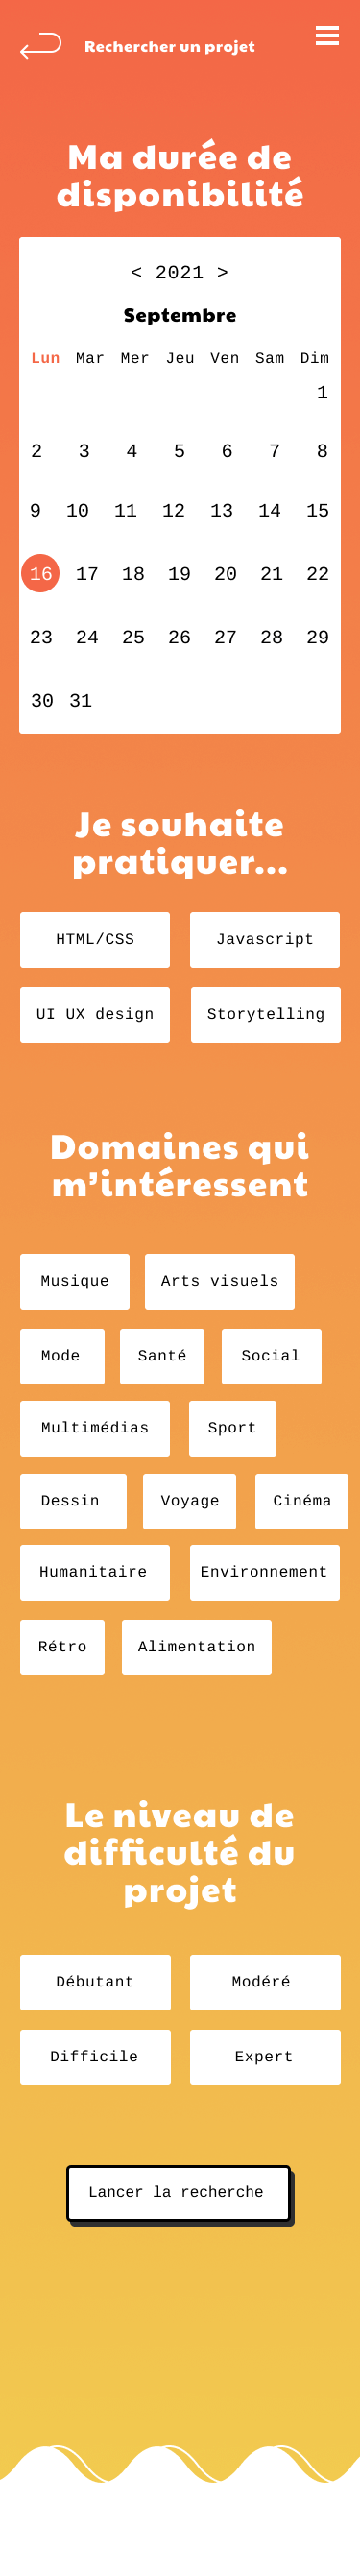 Rechercher un projet
Ma durée de
disponibilité
< 2021 >
Septembre
Lun Mar Mer Jeu Ven Sam Dim
1
2 3 4 5 6 7 8
9 10 11 12 13 14 15
16 17 18 19 20 21 22
23 24 25 26 27 28 29
30 31
Je souhaite
pratiquer...
HTML/CSS Javascript
UI UX design Storytelling
Domaines qui
m'intéressent
Musique Arts visuels
Mode Santé Social
Multimédias Sport
Dessin Voyage Cinéma
Humanitaire Environnement
Rétro Alimentation
Le niveau de
difficulté du
projet
Débutant Modéré
Difficile Expert
Lancer la recherche